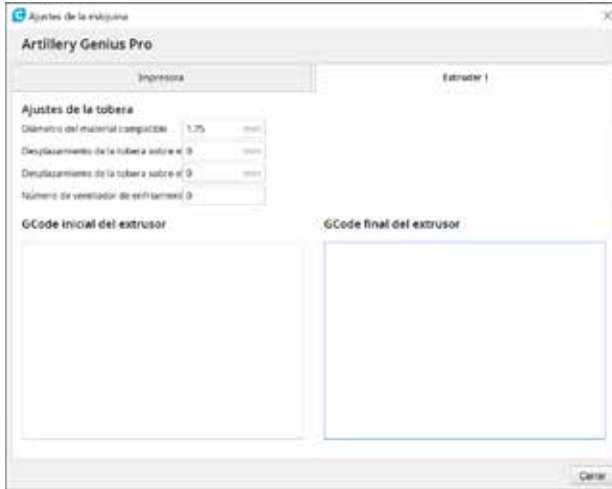 Ajustes de la máquina
Artillery Genius Pro
Impresora
Extruder 1
Ajustes de la tobera
Diámetro del material compatible 1.75 mm
Desplazamiento de la tobera sobre el 0 mm
Desplazamiento de la tobera sobre el 0 mm
Número de ventilador de enfriamient 0
GCode inicial del extrusor
GCode final del extrusor
Cerrar